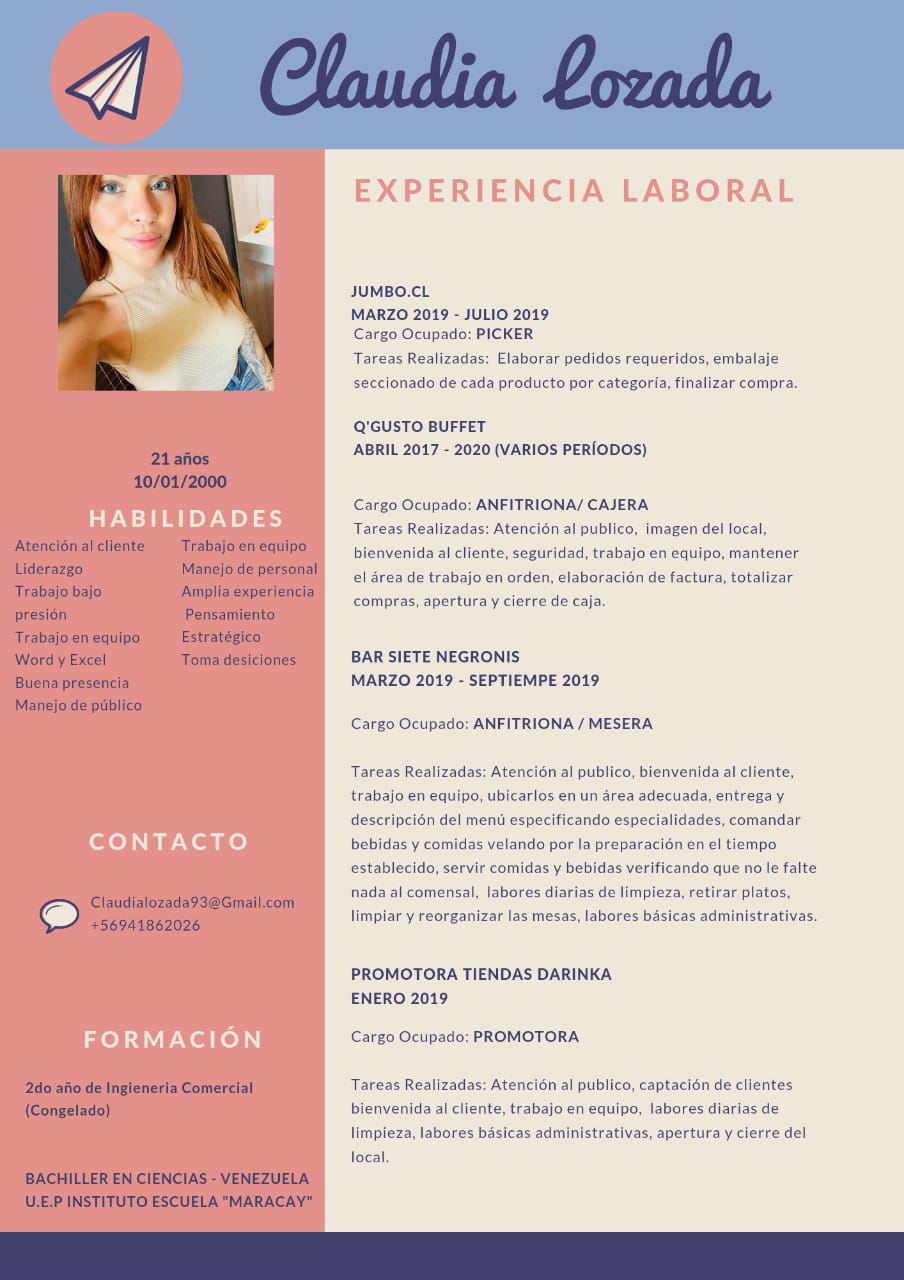 Claudia Lozada
21 años
10/01/2000
HABILIDADES
Atención al cliente
Liderazgo
Trabajo bajo
presión
Trabajo en equipo
Word y Excel
Buena presencia
Manejo de público
Trabajo en equipo
Manejo de personal
Amplia experiencia
Pensamiento
Estratégico
Toma desiciones
CONTACTO
Claudialozada93@Gmail.com
+56941862026
FORMACIÓN
2do año de Ingieneria Comercial
(Congelado)
BACHILLER EN CIENCIAS - VENEZUELA
U.E.P INSTITUTO ESCUELA "MARACAY"
EXPERIENCIA LABORAL
JUMBO.CL
MARZO 2019 - JULIO 2019
Cargo Ocupado: PICKER
Tareas Realizadas: Elaborar pedidos requeridos, embalaje
seccionado de cada producto por categoría, finalizar compra.
Q'GUSTO BUFFET
ABRIL 2017 - 2020 (VARIOS PERÍODOS)
Cargo Ocupado: ANFITRIONA/ CAJERA
Tareas Realizadas: Atención al publico, imagen del local,
bienvenida al cliente, seguridad, trabajo en equipo, mantener
el área de trabajo en orden, elaboración de factura, totalizar
compras, apertura y cierre de caja.
BAR SIETE NEGRONIS
MARZO 2019 - SEPTIEMPE 2019
Cargo Ocupado: ANFITRIONA / MESERA
Tareas Realizadas: Atención al publico, bienvenida al cliente,
trabajo en equipo, ubicarlos en un área adecuada, entrega y
descripción del menú especificando especialidades, comandar
bebidas y comidas velando por la preparación en el tiempo
establecido, servir comidas y bebidas verificando que no le falte
nada al comensal, labores diarias de limpieza, retirar platos,
limpiar y reorganizar las mesas, labores básicas administrativas.
PROMOTORA TIENDAS DARINKA
ENERO 2019
Cargo Ocupado: PROMOTORA
Tareas Realizadas: Atención al publico, captación de clientes
bienvenida al cliente, trabajo en equipo, labores diarias de
limpieza, labores básicas administrativas, apertura y cierre del
local.